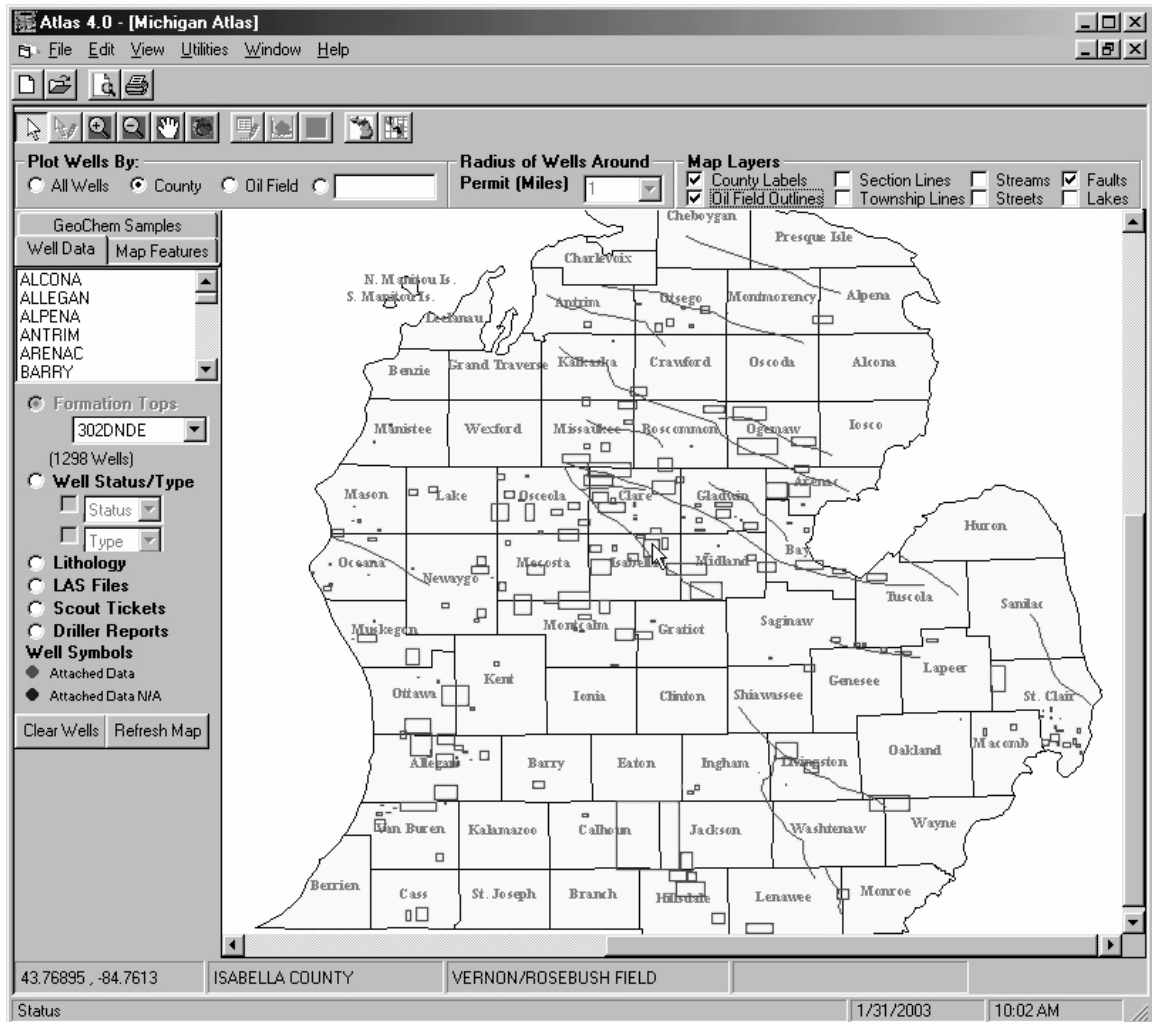 Atlas 4.0 - [Michigan Atlas]
File Edit View Utilities Window Help
Plot Wells By:
All Wells County Oil Field
Radius of Wells Around
Permit (Miles) 1
Map Layers
County Labels Section Lines Streams Faults
Oil Field Outlines Township Lines Streets Lakes
GeoChem Samples
Well Data Map Features
ALCONA
ALLEGAN
ALPENA
ANTRIM
ARENAC
BARRY
Formation Tops
302DNDE
(1298 Wells)
Well Status/Type
Status
Type
Lithology
LAS Files
Scout Tickets
Driller Reports
Well Symbols
Attached Data
Attached Data N/A
Clear Wells Refresh Map
Cheboygan
Presque Isle
Charlevoix
N. Manitou Is.
S. Manitou Is.
Leelanau
Antrim Otsego Montmorency Alpena
Benzie Grand Traverse Kalkaska Crawford Oscoda Alcona
Manistee Wexford Missaukee Roscommon Ogemaw Iosco
Mason Lake Osceola Clare Gladwin Arenac
Huron
Oceana Newaygo Mecosta Isabella Midland Bay
Tuscola Sanilac
Muskegon Montcalm Gratiot Saginaw
Lapeer
Ottawa Kent Ionia Clinton Shiawassee Genesee St. Clair
Allegan Barry Eaton Ingham Livingston Oakland Macomb
Van Buren Kalamazoo Calhoun Jackson Washtenaw Wayne
Berrien Cass St. Joseph Branch Hillsdale Lenawee Monroe
43.76895 , -84.7613 ISABELLA COUNTY VERNON/ROSEBUSH FIELD
Status 1/31/2003 10:02 AM